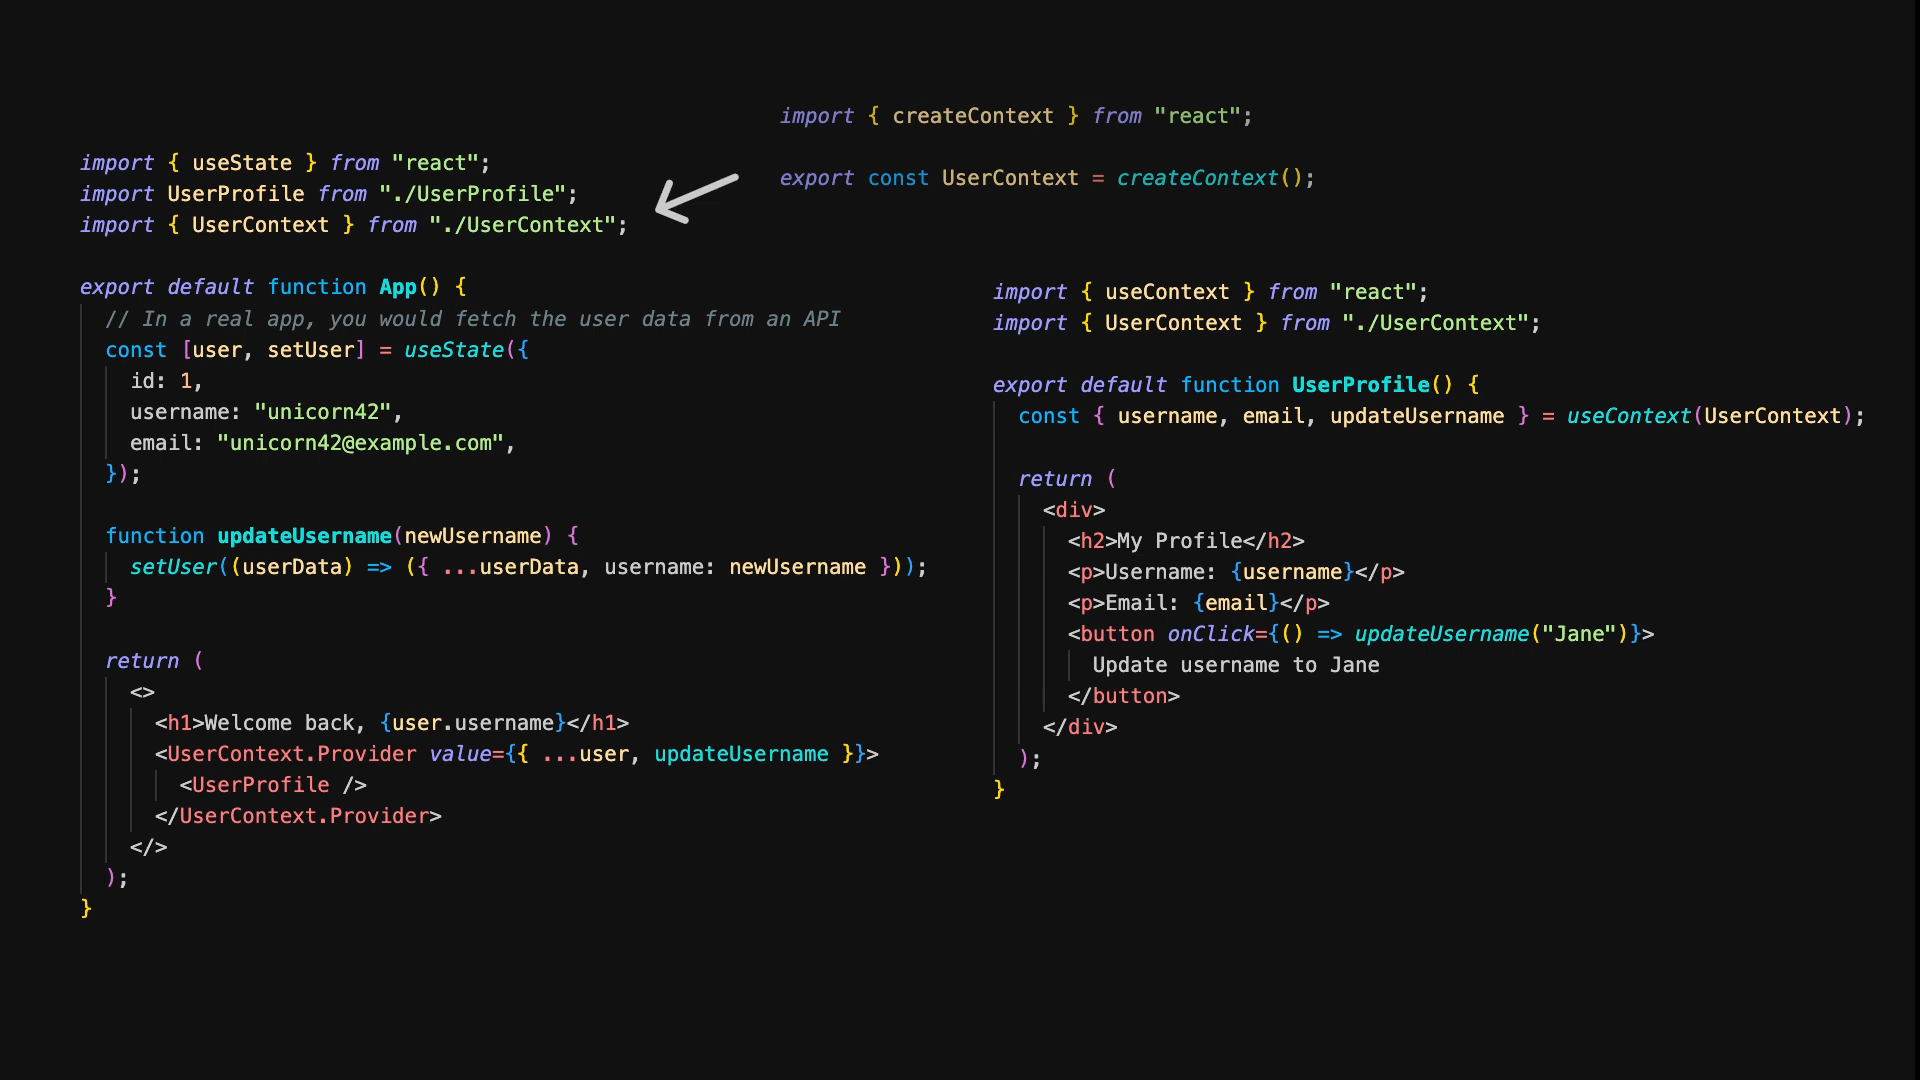 import { createContext } from "react";
export const UserContext = createContext();
import { useState } from "react";
import UserProfile from "./UserProfile";
import { UserContext } from "./UserContext";
export default function App() {
// In a real app, you would fetch the user data from an API
const [user, setUser] = useState({
id: 1,
username: "unicorn42",
email: "unicorn42@example.com",
});
function updateUsername(newUsername) {
setUser((userData) => ({ ...userData, username: newUsername }));
}
return (
<>
<h1>Welcome back, {user.username}</h1>
<UserContext.Provider value={{ ...user, updateUsername }}>
<UserProfile />
</UserContext.Provider>
</>
);
}
import { useContext } from "react";
import { UserContext } from "./UserContext";
export default function UserProfile() {
const { username, email, updateUsername } = useContext(UserContext);
return (
<div>
<h2>My Profile</h2>
<p>Username: {username}</p>
<p>Email: {email}</p>
<button onClick={() => updateUsername("Jane")}>
Update username to Jane
</button>
</div>
);
}